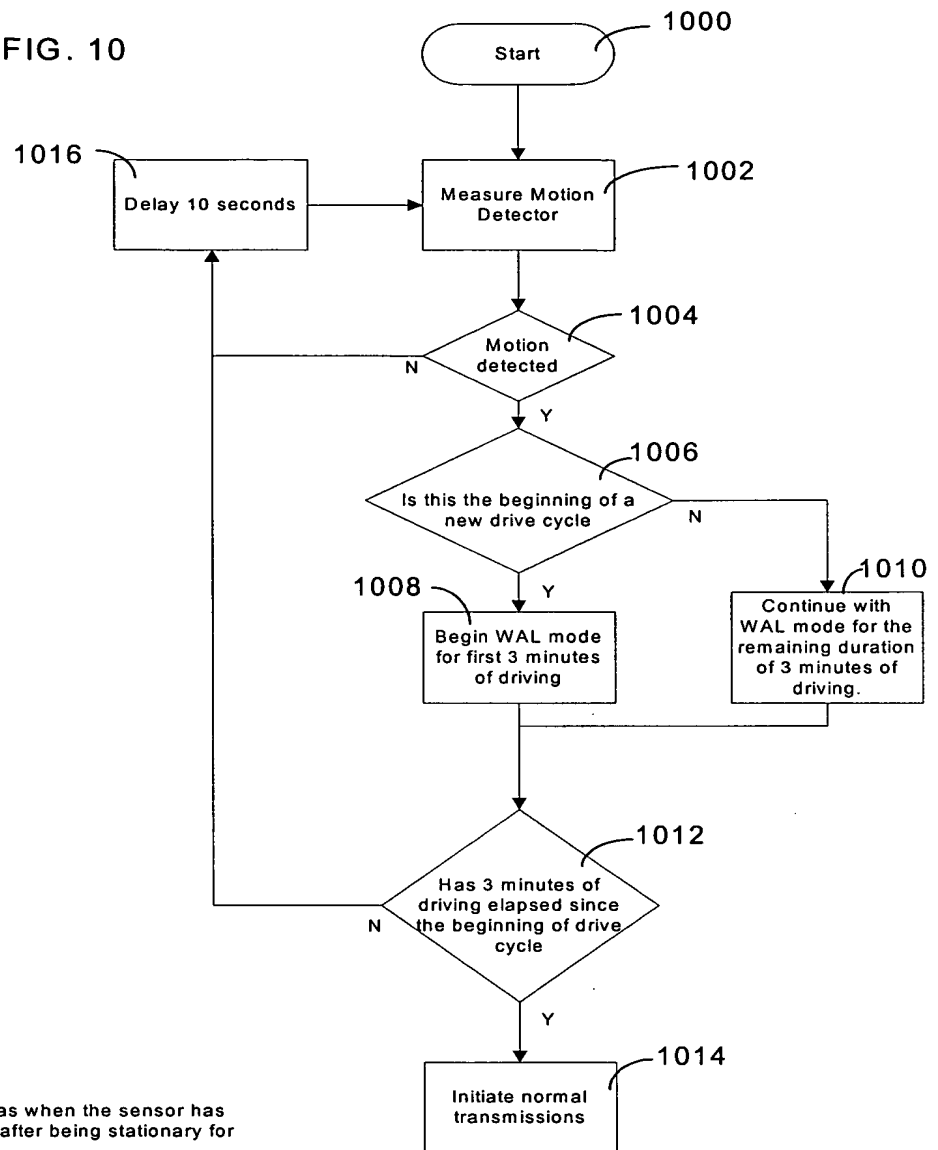 FIG. 10
1000
Start
1016
Delay 10 seconds
1002
Measure Motion
Detector
1004
Motion
detected
N
Y
1006
Is this the beginning of a
new drive cycle
N
Y
1008
Begin WAL mode
for first 3 minutes
of driving
1010
Continue with
WAL mode for the
remaining duration
of 3 minutes of
driving.
1012
Has 3 minutes of
driving elapsed since
the beginning of drive
cycle
N
Y
1014
Initiate normal
transmissions
as when the sensor has
after being stationary for